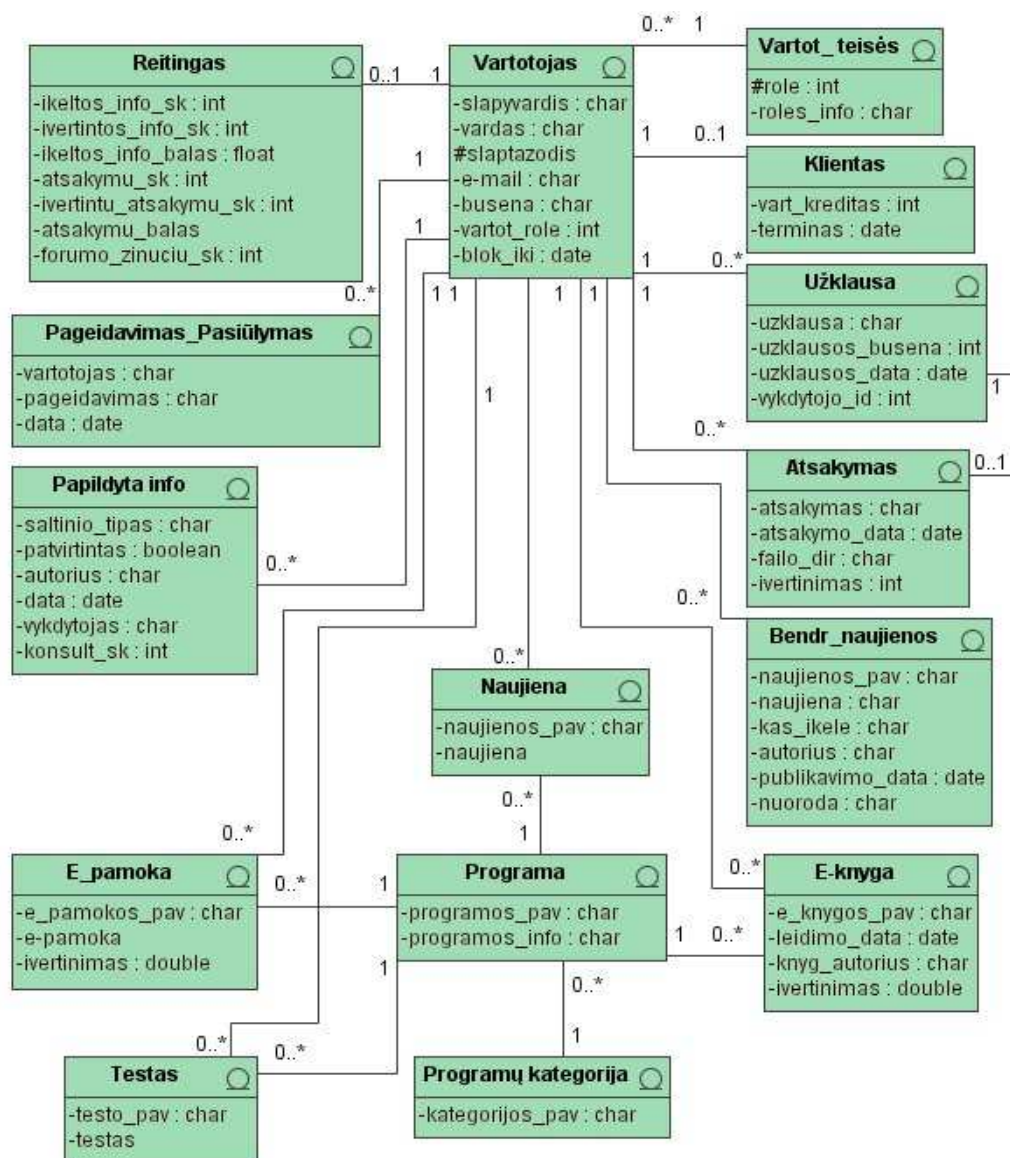 0..* 1
Reitingas
-ikeltos_info_sk : int
-ivertintos_info_sk : int
-ikeltos_info_balas : float
-atsakymu_sk : int
-ivertintu_atsakymu_sk : int
-atsakymu_balas
-forumo_zinuciu_sk : int
0..1 1
Vartotojas
-slapyvardis : char
-vardas : char
#slaptazodis
-e-mail : char
-busena : char
-vartot_role : int
-blok_iki : date
Vartot_teisės
#role : int
-roles_info : char
1 0..1
Klientas
-vart_kreditas : int
-terminas : date
1
1
1 0..*
0..*
1 1 1 1 1
Užklausa
-uzklausa : char
-uzklausos_busena : int
-uzklausos_data : date
-vykdytojo_id : int
1
Pageidavimas_Pasiūlymas
-vartotojas : char
-pageidavimas : char
-data : date
1
0..*
0..1
Atsakymas
-atsakymas : char
-atsakymo_data : date
-failo_dir : char
-ivertinimas : int
Papildyta info
-saltinio_tipas : char
-patvirtintas : boolean
-autorius : char
-data : date
-vykdytojas : char
-konsult_sk : int
0..*
0..*
Bendr_naujienos
-naujienos_pav : char
-naujiena : char
-kas_ikele : char
-autorius : char
-publikavimo_data : date
-nuoroda : char
0..*
Naujiena
-naujienos_pav : char
-naujiena
0..*
1
0..*
E_pamoka
-e_pamokos_pav : char
-e-pamoka
-ivertinimas : double
0..* 1
Programa
-programos_pav : char
-programos_info : char
0..*
1 0..*
E-knyga
-e_knygos_pav : char
-leidimo_data : date
-knyg_autorius : char
-ivertinimas : double
1
0..*
0..*
0..*
1
Testas
-testo_pav : char
-testas
Programų kategorija
-kategorijos_pav : char